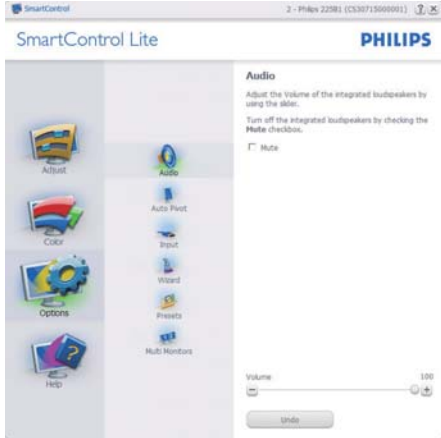 SmartControl
2 - Philips 225B1 (CS30715000001)
SmartControl Lite
PHILIPS
Adjust
Color
Options
Help
Audio
Auto Pivot
Input
Wizard
Presets
Multi Monitors
Audio
Adjust the Volume of the integrated loudspeakers by
using the slider.
Turn off the integrated loudspeakers by checking the
Mute checkbox.
Mute
Volume
100
Undo